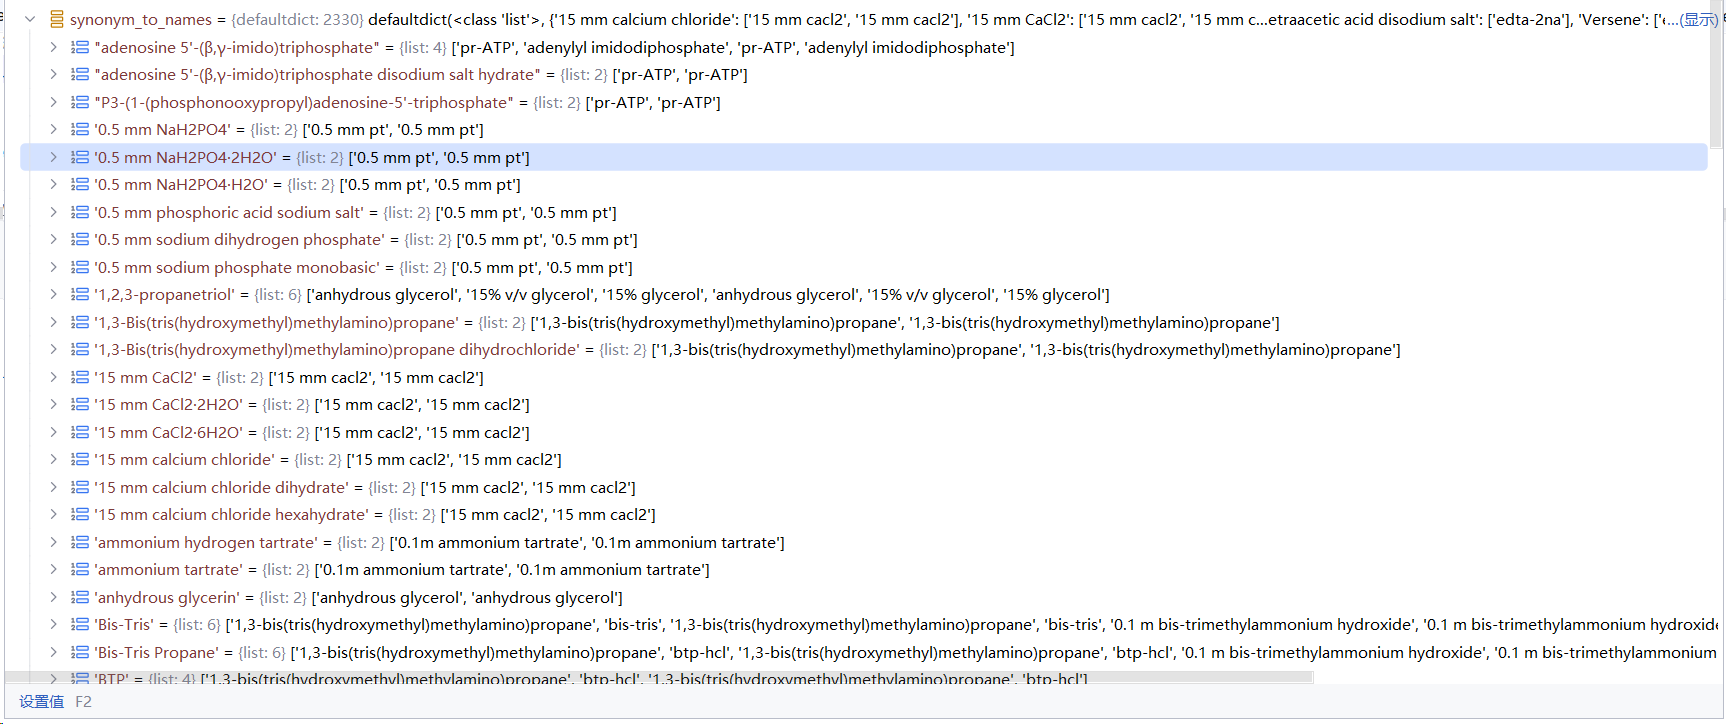 synonym_to_names = {defaultdict: 2330} defaultdict(<class 'list'>, {'15 mm calcium chloride': ['15 mm cacl2', '15 mm cacl2'], '15 mm CaCl2': ['15 mm cacl2', '15 mm c...etraacetic acid disodium salt': ['edta-2na'], 'Versene': ['e...(显示)
"adenosine 5'-(β,γ-imido)triphosphate" = {list: 4} ['pr-ATP', 'adenylyl imidodiphosphate', 'pr-ATP', 'adenylyl imidodiphosphate']
"adenosine 5'-(β,γ-imido)triphosphate disodium salt hydrate" = {list: 2} ['pr-ATP', 'pr-ATP']
"P3-(1-(phosphonooxypropyl)adenosine-5'-triphosphate" = {list: 2} ['pr-ATP', 'pr-ATP']
'0.5 mm NaH2PO4' = {list: 2} ['0.5 mm pt', '0.5 mm pt']
'0.5 mm NaH2PO4·2H2O' = {list: 2} ['0.5 mm pt', '0.5 mm pt']
'0.5 mm NaH2PO4·H2O' = {list: 2} ['0.5 mm pt', '0.5 mm pt']
'0.5 mm phosphoric acid sodium salt' = {list: 2} ['0.5 mm pt', '0.5 mm pt']
'0.5 mm sodium dihydrogen phosphate' = {list: 2} ['0.5 mm pt', '0.5 mm pt']
'0.5 mm sodium phosphate monobasic' = {list: 2} ['0.5 mm pt', '0.5 mm pt']
'1,2,3-propanetriol' = {list: 6} ['anhydrous glycerol', '15% v/v glycerol', '15% glycerol', 'anhydrous glycerol', '15% v/v glycerol', '15% glycerol']
'1,3-Bis(tris(hydroxymethyl)methylamino)propane' = {list: 2} ['1,3-bis(tris(hydroxymethyl)methylamino)propane', '1,3-bis(tris(hydroxymethyl)methylamino)propane']
'1,3-Bis(tris(hydroxymethyl)methylamino)propane dihydrochloride' = {list: 2} ['1,3-bis(tris(hydroxymethyl)methylamino)propane', '1,3-bis(tris(hydroxymethyl)methylamino)propane']
'15 mm CaCl2' = {list: 2} ['15 mm cacl2', '15 mm cacl2']
'15 mm CaCl2·2H2O' = {list: 2} ['15 mm cacl2', '15 mm cacl2']
'15 mm CaCl2·6H2O' = {list: 2} ['15 mm cacl2', '15 mm cacl2']
'15 mm calcium chloride' = {list: 2} ['15 mm cacl2', '15 mm cacl2']
'15 mm calcium chloride dihydrate' = {list: 2} ['15 mm cacl2', '15 mm cacl2']
'15 mm calcium chloride hexahydrate' = {list: 2} ['15 mm cacl2', '15 mm cacl2']
'ammonium hydrogen tartrate' = {list: 2} ['0.1m ammonium tartrate', '0.1m ammonium tartrate']
'ammonium tartrate' = {list: 2} ['0.1m ammonium tartrate', '0.1m ammonium tartrate']
'anhydrous glycerin' = {list: 2} ['anhydrous glycerol', 'anhydrous glycerol']
'Bis-Tris' = {list: 6} ['1,3-bis(tris(hydroxymethyl)methylamino)propane', 'bis-tris', '1,3-bis(tris(hydroxymethyl)methylamino)propane', 'bis-tris', '0.1 m bis-trimethylammonium hydroxide', '0.1 m bis-trimethylammonium hydroxide
'Bis-Tris Propane' = {list: 6} ['1,3-bis(tris(hydroxymethyl)methylamino)propane', 'btp-hcl', '1,3-bis(tris(hydroxymethyl)methylamino)propane', 'btp-hcl', '0.1 m bis-trimethylammonium hydroxide', '0.1 m bis-trimethylammonium
'BTP' = {list: 4} ['1,3-bis(tris(hydroxymethyl)methylamino)propane', 'btp-hcl', '1,3-bis(tris(hydroxymethyl)methylamino)propane', 'btp-hcl']
设置值 F2